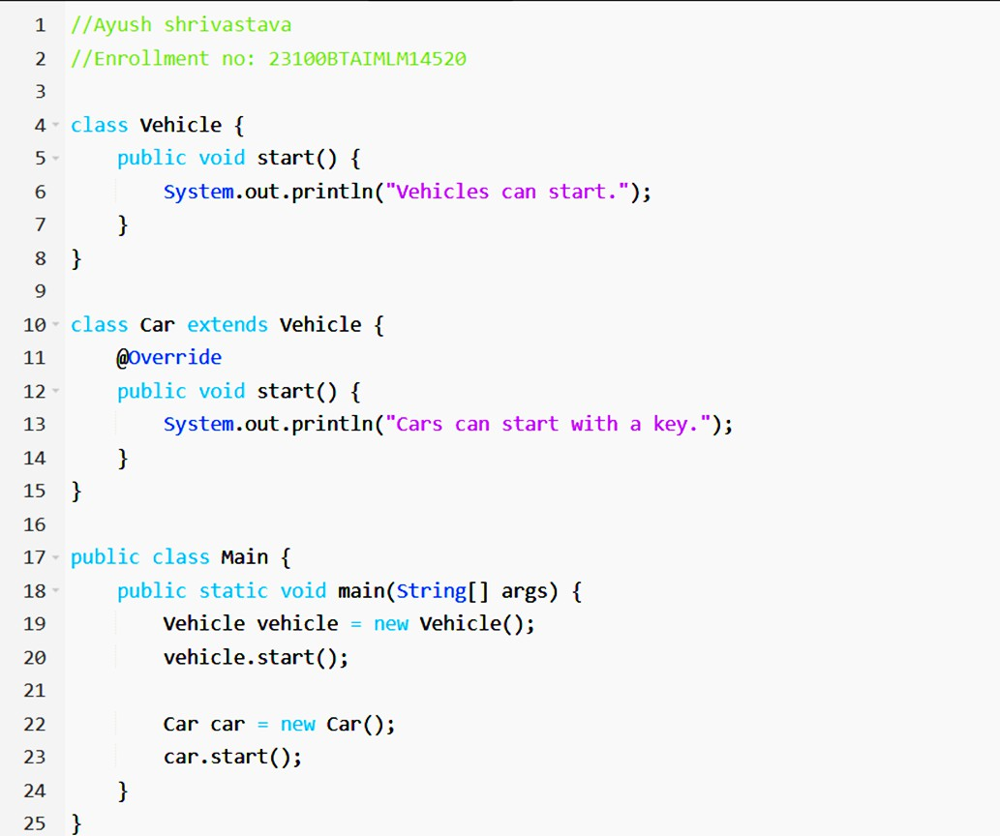 1 //Ayush shrivastava
2 //Enrollment no: 23100BTAIMLM14520
3
4 class Vehicle {
5     public void start() {
6         System.out.println("Vehicles can start.");
7     }
8 }
9
10 class Car extends Vehicle {
11     @Override
12     public void start() {
13         System.out.println("Cars can start with a key.");
14     }
15 }
16
17 public class Main {
18     public static void main(String[] args) {
19         Vehicle vehicle = new Vehicle();
20         vehicle.start();
21
22         Car car = new Car();
23         car.start();
24     }
25 }